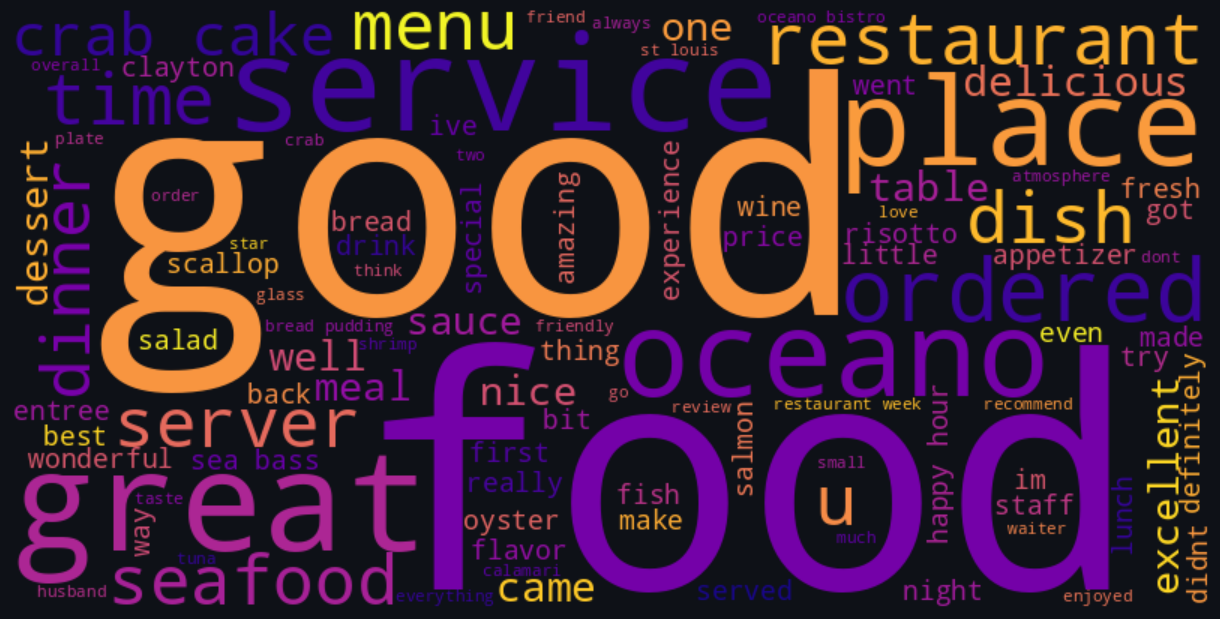 crab cake
menu
friend
always
one
oceano bistro
restaurant
st louis
overall
clayton
service
time
went
delicious
place
ive
plate
crab
two
good
dessert
dinner
order
bread
drink
think
special
amazing
experience
wine
price
table
atmosphere
fresh
love
dish
got
risotto
little
appetizer
dont
star
scallop
glass
ordered
salad
bread pudding
sauce
friendly
shrimp
well
thing
oceano
even
made
try
back
meal
nice
go
food
entree
server
bit
review
salmon
restaurant week
happy hour
recommend
excellent
definitely
best
wonderful
sea bass
first
really
great
taste
way
fish
make
small
u
much
im
staff
waiter
lunch
oyster
flavor
tuna
calamari
seafood
husband
everything
came
served
night
enjoyed
didnt